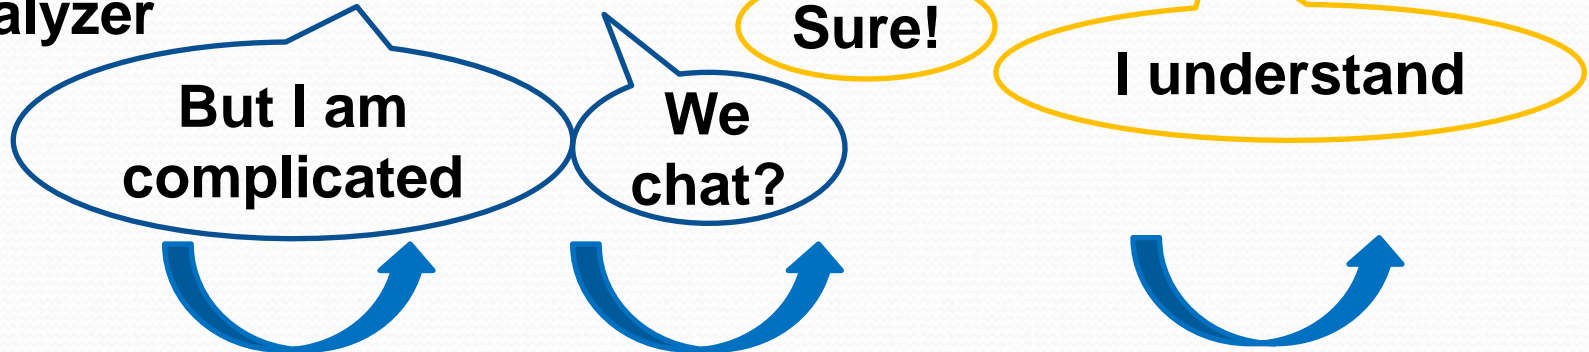 alyzer
Sure!
I understand
But I am
complicated
We
chat?